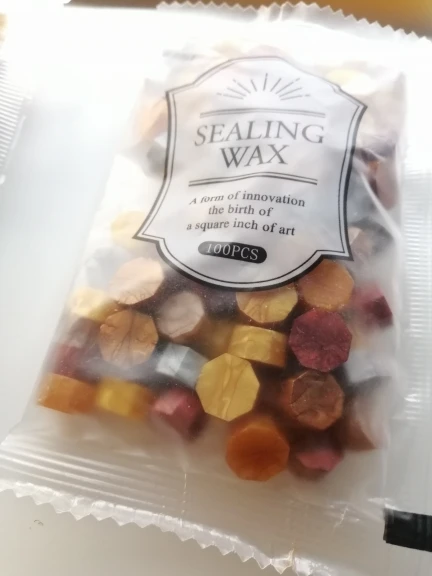 SEALING
WAX
A form of innovation
the birth of
a square inch of art
100PCS